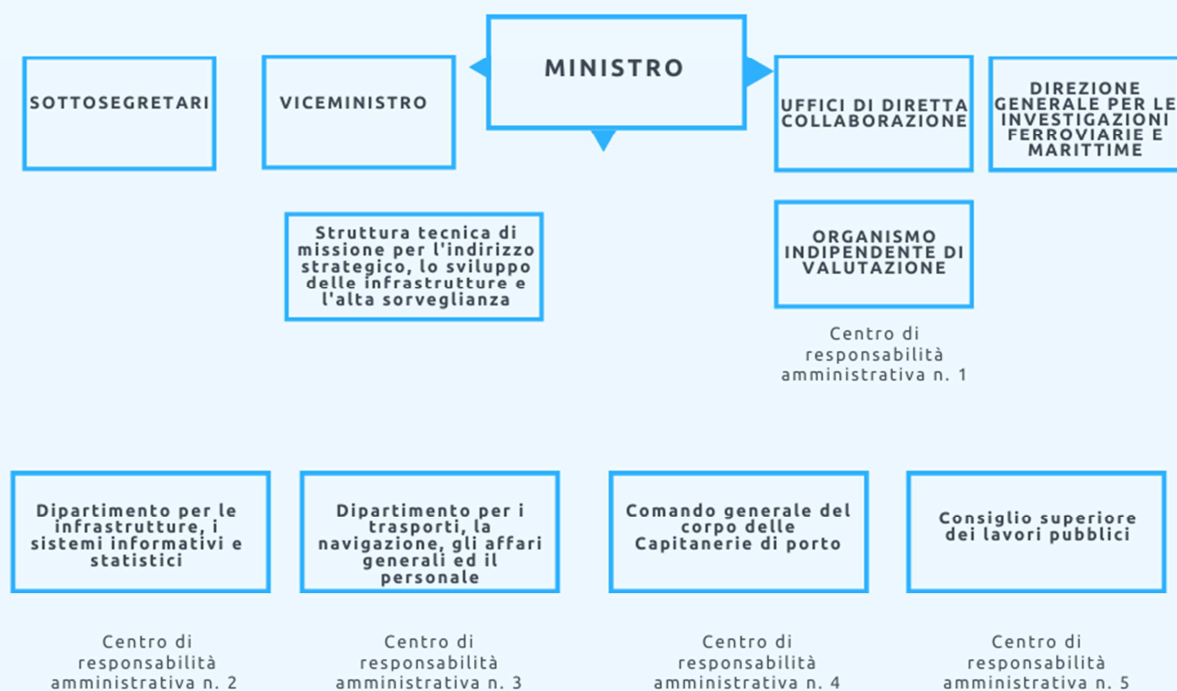 MINISTRO
SOTTOSEGRETARI
VICEMINISTRO
UFFICI DI DIRETTA
COLLABORAZIONE
DIREZIONE
GENERALE PER LE
INVESTIGAZIONI
FERROVIARIE E
MARITTIME
Struttura tecnica di
missione per l'indirizzo
strategico, lo sviluppo
delle infrastrutture e
l'alta sorveglianza
ORGANISMO
INDIPENDENTE DI
VALUTAZIONE
Centro di
responsabilità
amministrativa n. 1
Dipartimento per le
infrastrutture, i
sistemi informativi e
statistici
Dipartimento per i
trasporti, la
navigazione, gli affari
generali ed il
personale
Comando generale del
corpo delle
Capitanerie di porto
Consiglio superiore
dei lavori pubblici
Centro di
responsabilità
amministrativa n. 2
Centro di
responsabilità
amministrativa n. 3
Centro di
responsabilità
amministrativa n. 4
Centro di
responsabilità
amministrativa n. 5